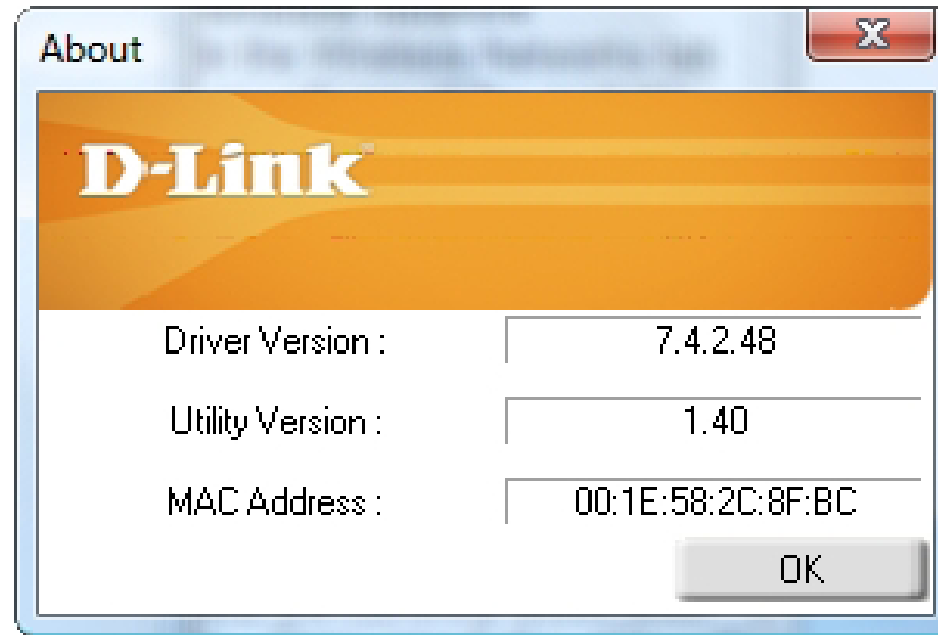 About
D-Link
Driver Version : 7.4.2.48
Utility Version : 1.40
MAC Address : 00:1E:58:2C:8F:BC
OK